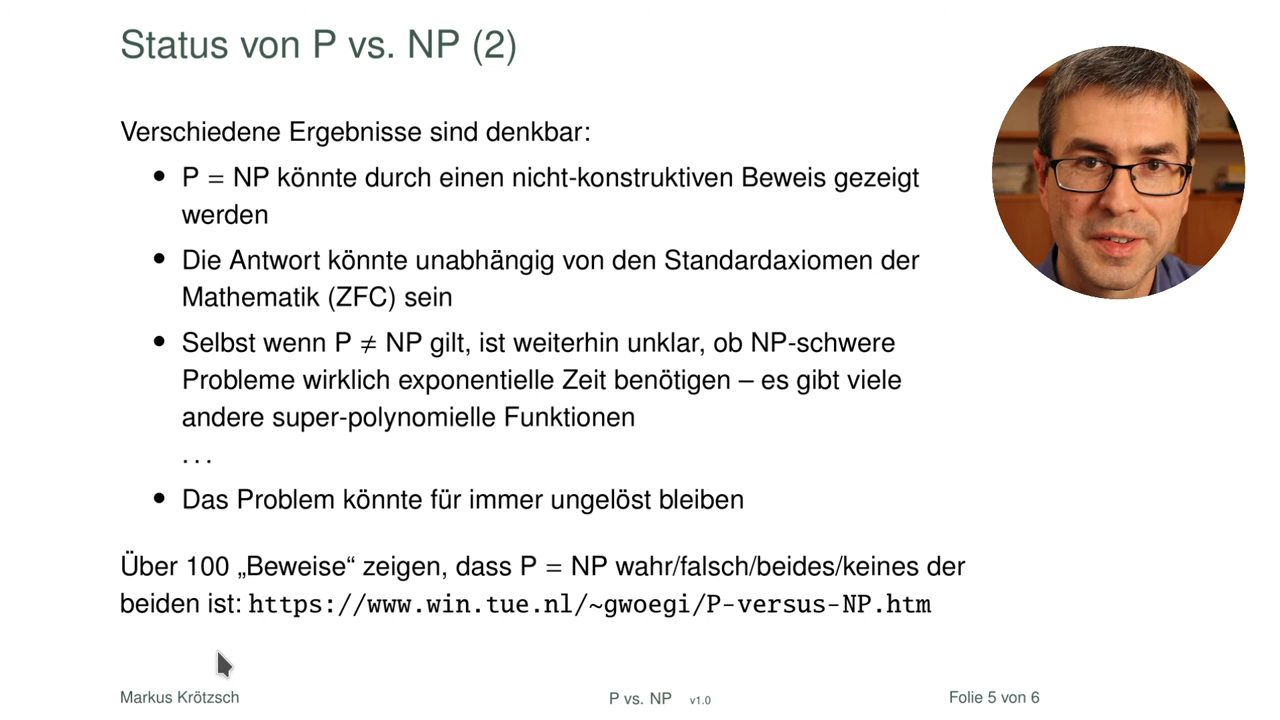 Status von P vs. NP (2)
Verschiedene Ergebnisse sind denkbar:
• P = NP könnte durch einen nicht-konstruktiven Beweis gezeigt
werden
• Die Antwort könnte unabhängig von den Standardaxiomen der
Mathematik (ZFC) sein
• Selbst wenn P ≠ NP gilt, ist weiterhin unklar, ob NP-schwere
Probleme wirklich exponentielle Zeit benötigen – es gibt viele
andere super-polynomielle Funktionen
. . .
• Das Problem könnte für immer ungelöst bleiben
Über 100 „Beweise“ zeigen, dass P = NP wahr/falsch/beides/keines der
beiden ist: https://www.win.tue.nl/~gwoegi/P-versus-NP.htm
Markus Krötzsch P vs. NP v1.0 Folie 5 von 6